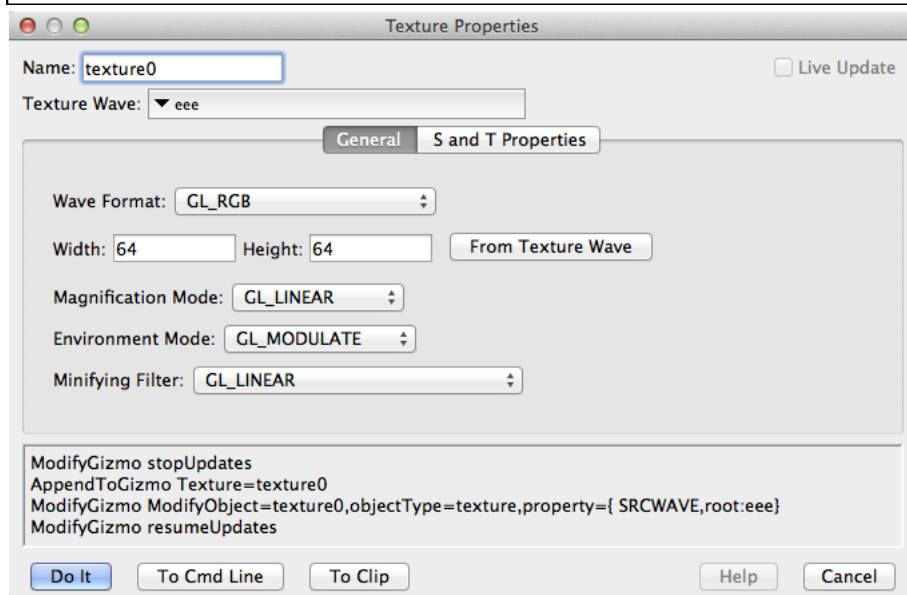 Texture Properties
Name: texture0
Live Update
Texture Wave: eee
General S and T Properties
Wave Format: GL_RGB
Width: 64 Height: 64 From Texture Wave
Magnification Mode: GL_LINEAR
Environment Mode: GL_MODULATE
Minifying Filter: GL_LINEAR
ModifyGizmo stopUpdates
AppendToGizmo Texture=texture0
ModifyGizmo ModifyObject=texture0,objectType=texture,property={ SRCWAVE,root:eee}
ModifyGizmo resumeUpdates
Do It To Cmd Line To Clip Help Cancel